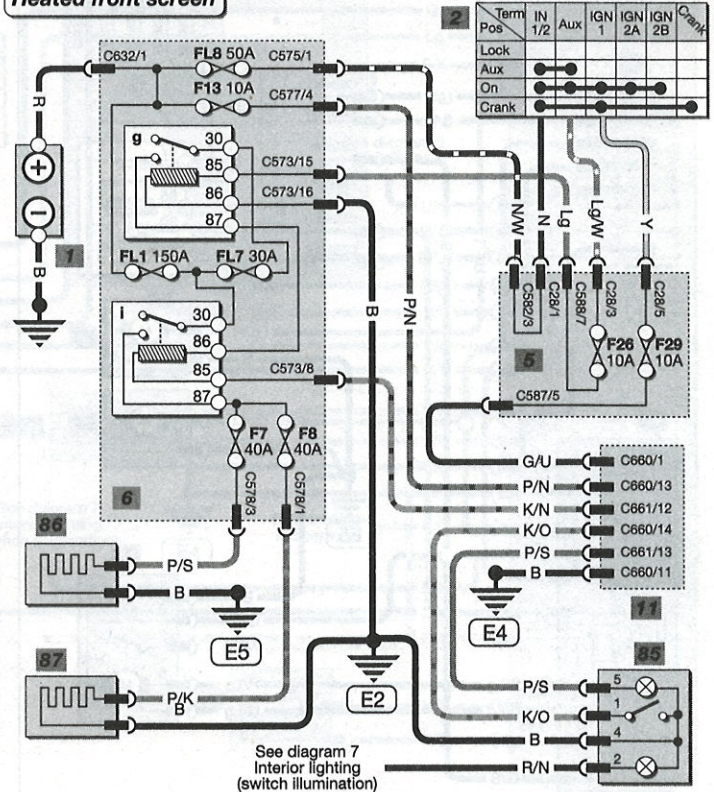 Heated front screen
2
Term
Pos
IN 1/2
Aux
IGN 1
IGN 2A
IGN 2B
Crank
Lock
Aux
On
Crank
C632/1
FL8 50A
C575/1
F13 10A
C577/4
R
g
30
85
86
87
C573/15
C573/16
1
B
FL1 150A
FL7 30A
N/W
N
Lg
Lg/W
Y
i
30
86
85
87
C573/8
B
P/N
C582/3
C28/1
C588/7
C28/3
C28/5
F26 10A
F29 10A
5
C587/5
F7 40A
F8 40A
C578/3
C578/1
6
G/U
C660/1
P/N
C660/13
K/N
C661/12
K/O
C660/14
P/S
C661/13
B
C660/11
86
P/S
B
E5
E4
11
87
P/K
B
E2
85
P/S
5
K/O
1
B
4
R/N
2
See diagram 7
Interior lighting
(switch illumination)